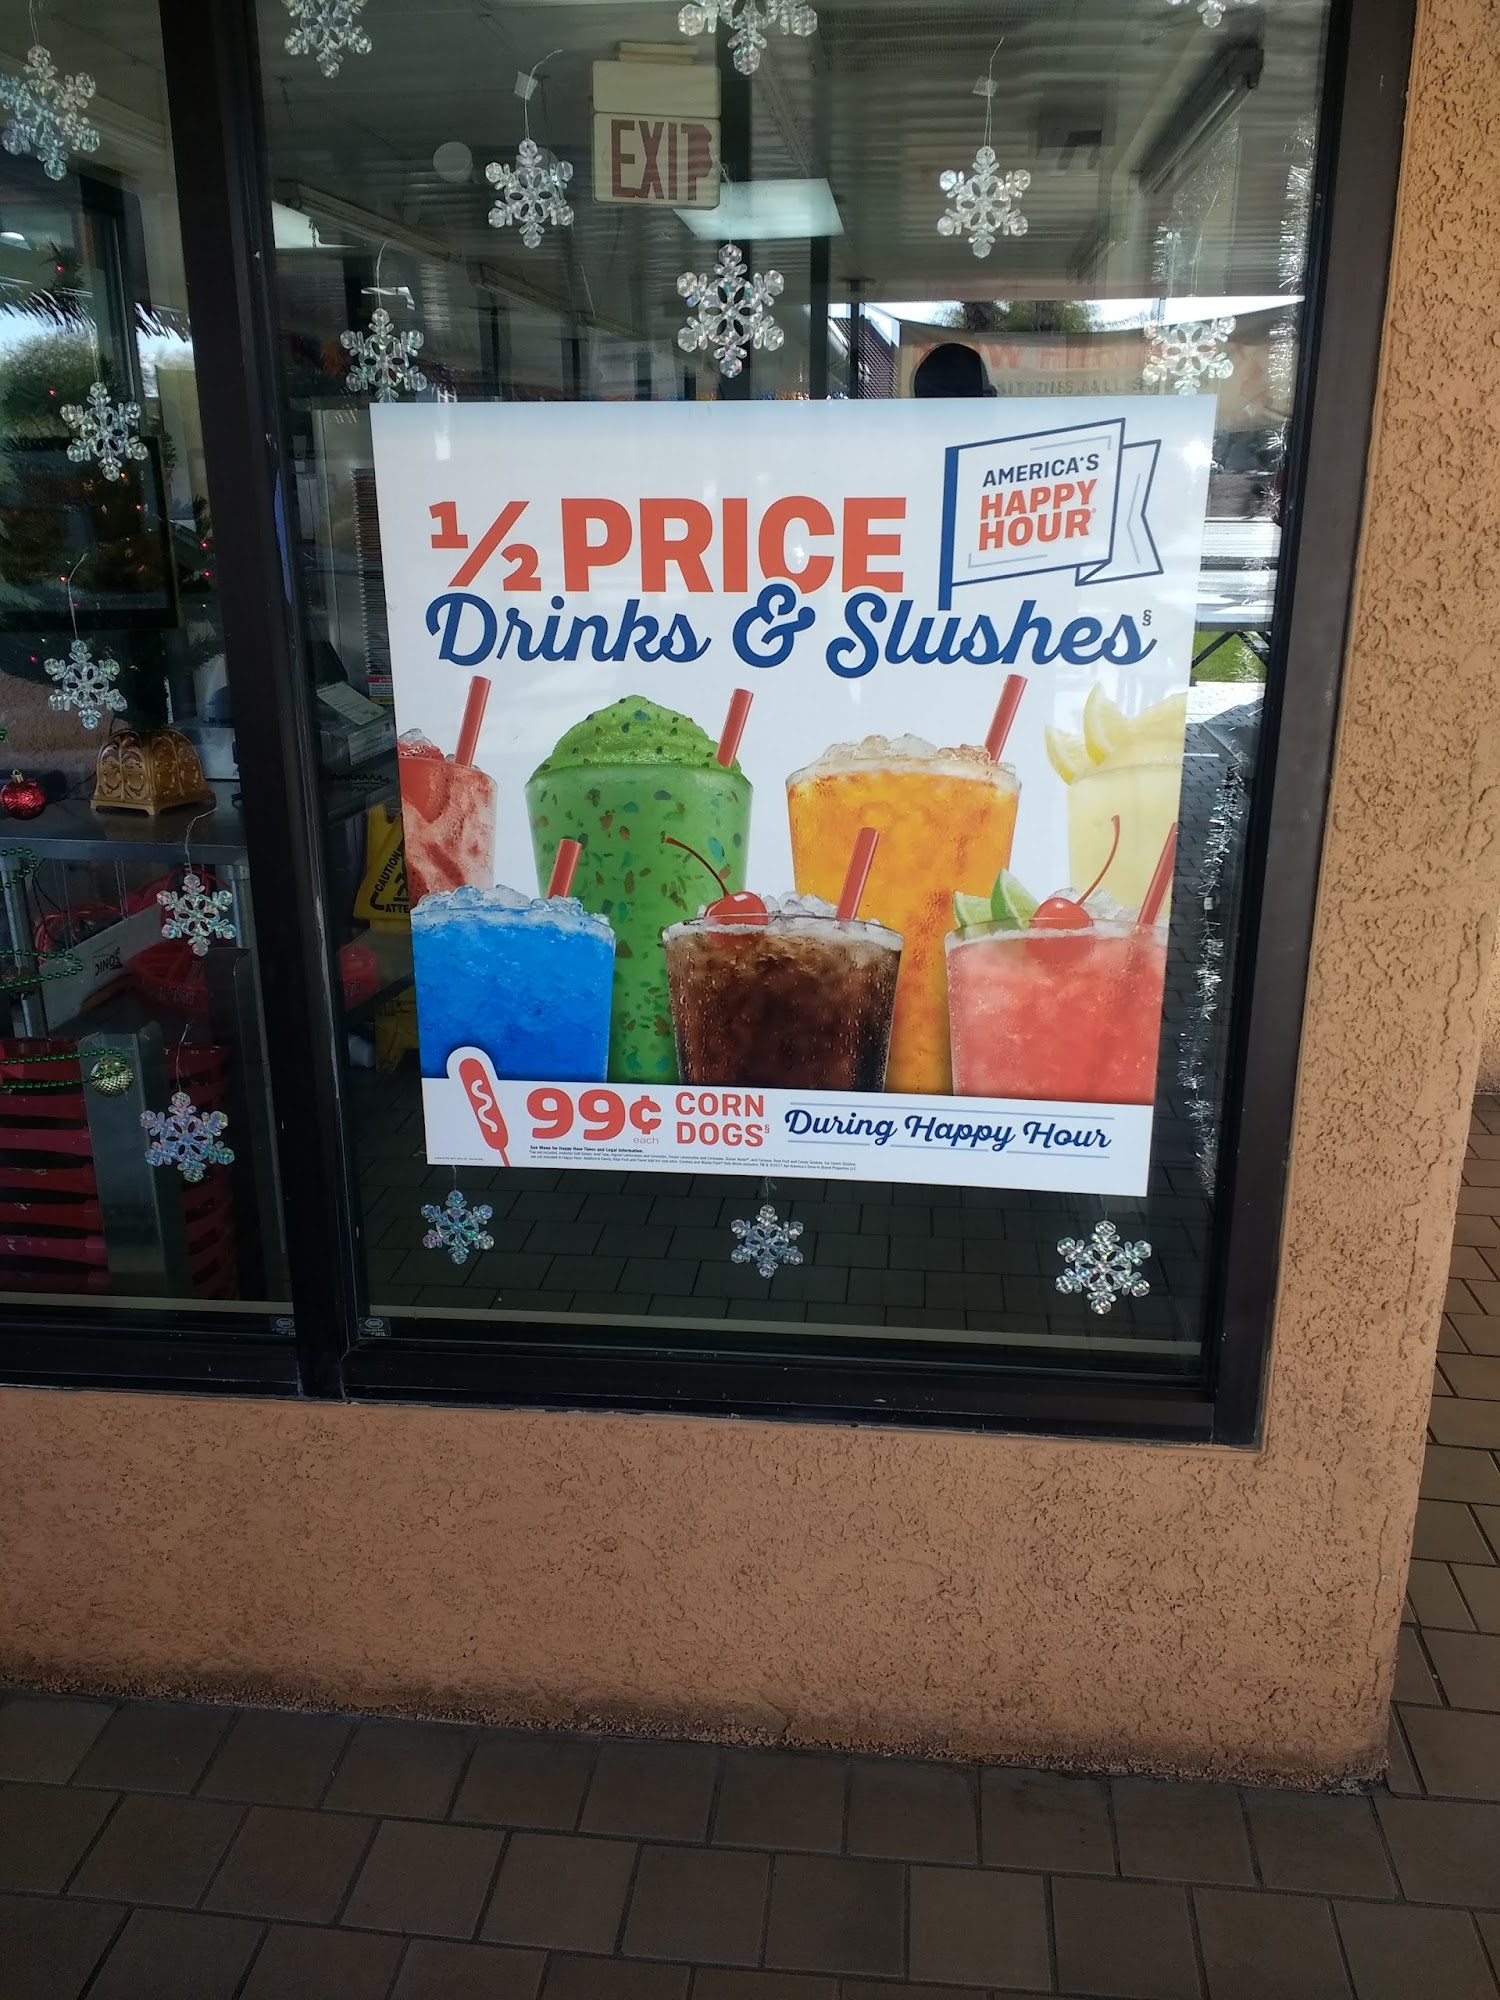 EXIT
AMERICA'S
HAPPY
HOUR
1/2 PRICE
Drinks & Slushes§
CAUTION
99¢ each
CORN
DOGS§
During Happy Hour
See Menu for Happy Hour Times and Legal Information.